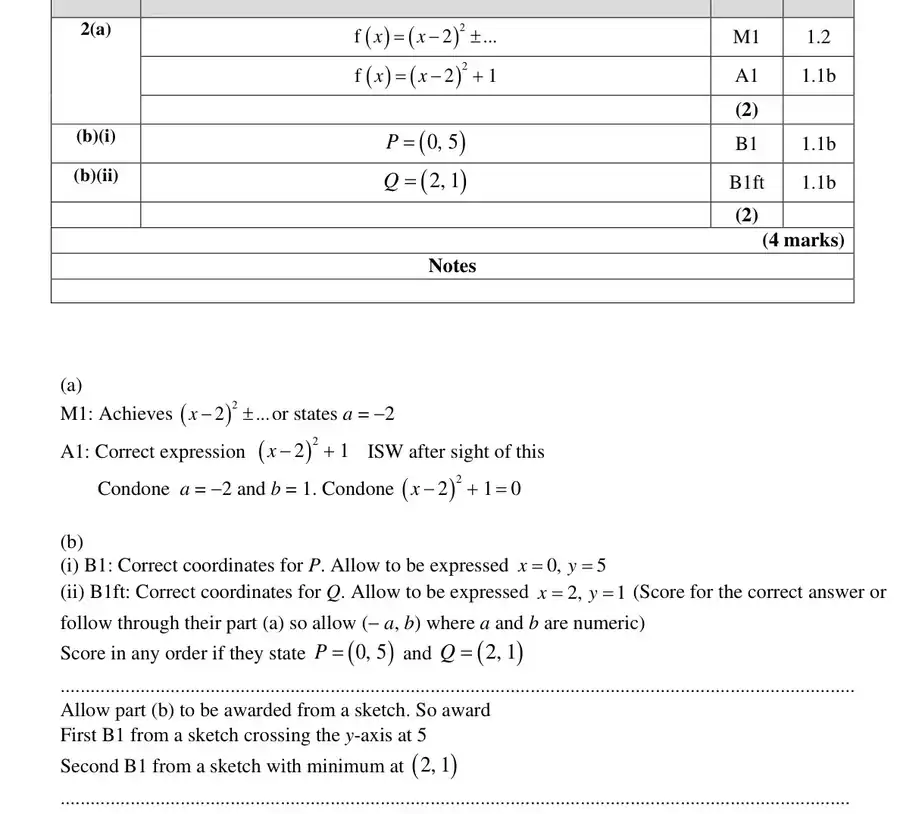 2(a) f(x)=(x−2)² ±... M1 1.2
f(x)=(x−2)² +1 A1 1.1b
(2)
(b)(i) P=(0, 5) B1 1.1b
(b)(ii) Q=(2, 1) B1ft 1.1b
(2)
(4 marks)
Notes
(a)
M1: Achieves (x−2)² ±... or states a = −2
A1: Correct expression (x−2)² +1 ISW after sight of this
Condone a = −2 and b = 1. Condone (x−2)² +1=0
(b)
(i) B1: Correct coordinates for P. Allow to be expressed x=0, y=5
(ii) B1ft: Correct coordinates for Q. Allow to be expressed x=2, y=1 (Score for the correct answer or
follow through their part (a) so allow (− a, b) where a and b are numeric)
Score in any order if they state P=(0, 5) and Q=(2, 1)
Allow part (b) to be awarded from a sketch. So award
First B1 from a sketch crossing the y-axis at 5
Second B1 from a sketch with minimum at (2, 1)